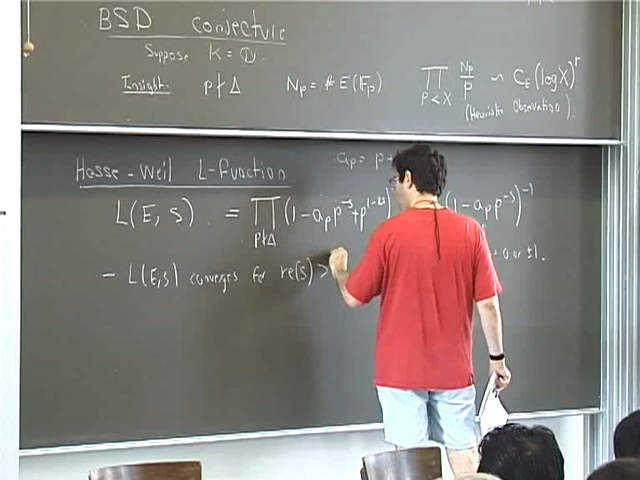 BSD Conjecture
Suppose K = ℚ.
Insight: p∤Δ N_p = #E(𝔽_p) ∏_{p<X} N_p/p ~ C_E(log X)^r
(Heuristic Observation)
Hasse-Weil L-function a_p = p +
L(E, s) = ∏_{p∤Δ} (1 - a_p p^{-s} + p^{1-2s}) (1 - a_p p^{-s})^{-1}
= 0 or ±1.
- L(E,s) converges for re(s) >